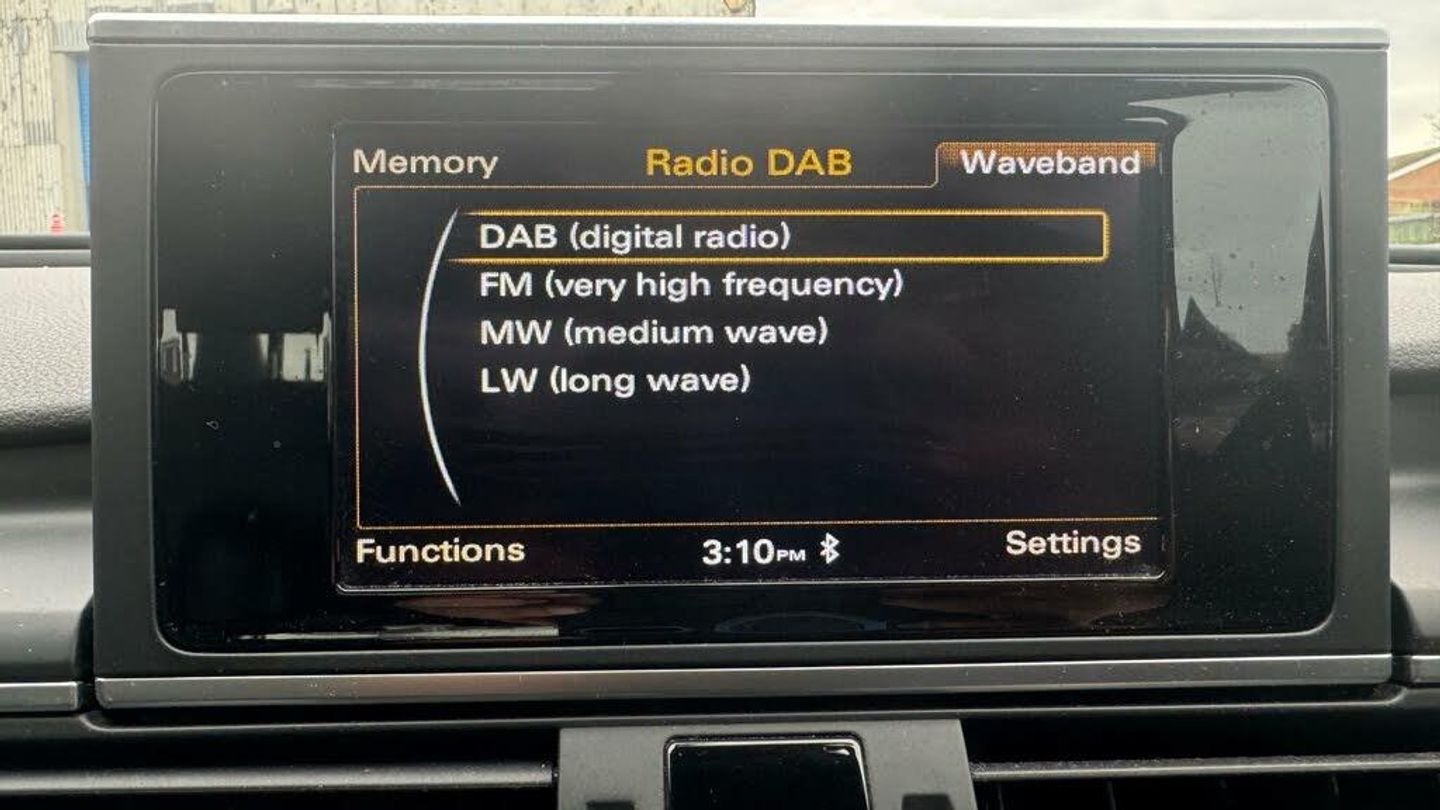 Memory
Radio DAB
Waveband
DAB (digital radio)
FM (very high frequency)
MW (medium wave)
LW (long wave)
Functions
3:10PM
Settings